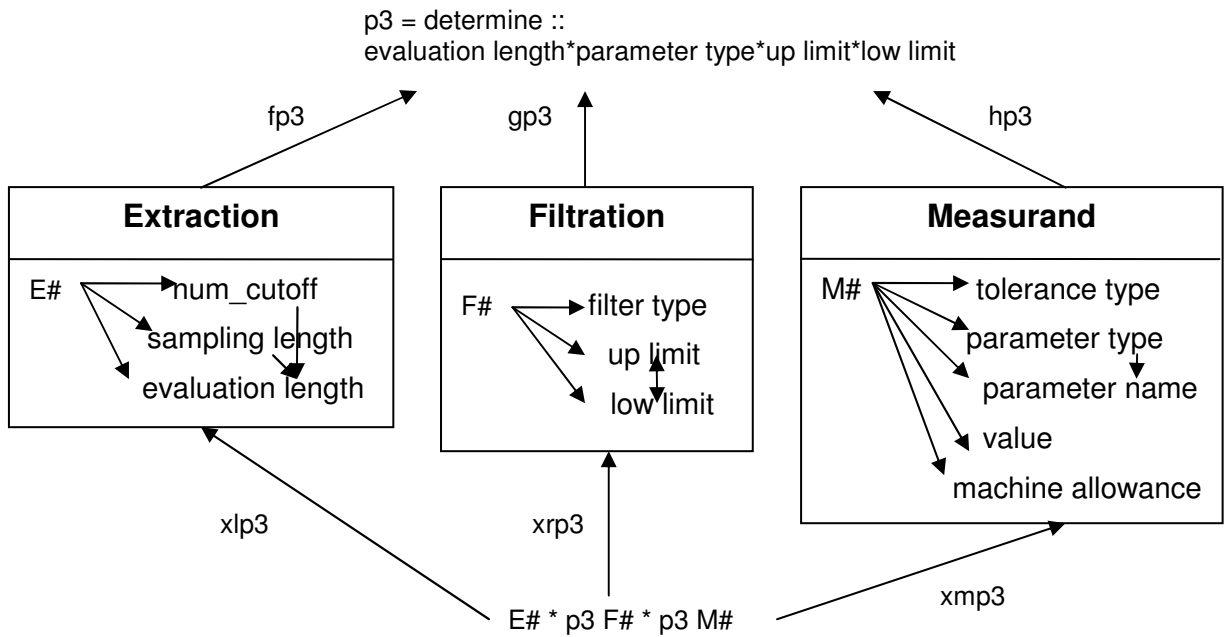 p3 = determine ::
evaluation length*parameter type*up limit*low limit
fp3
gp3
hp3
Extraction
E#
num_cutoff
sampling length
evaluation length
Filtration
F#
filter type
up limit
low limit
Measurand
M#
tolerance type
parameter type
parameter name
value
machine allowance
xlp3
xrp3
xmp3
E# * p3 F# * p3 M#